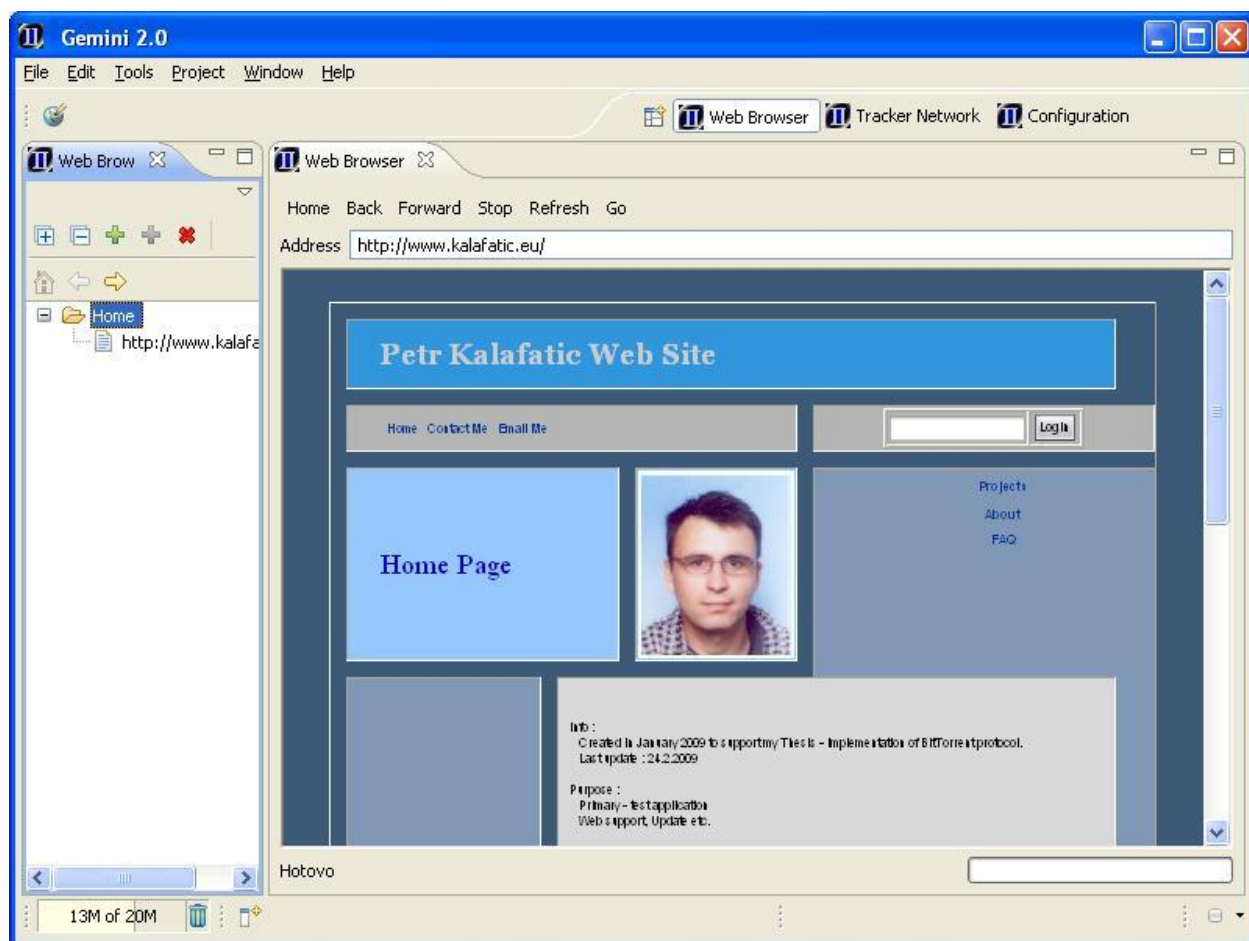 Gemini 2.0
File Edit Tools Project Window Help
Web Browser Tracker Network Configuration
Web Brow
Web Browser
Home Back Forward Stop Refresh Go
Address http://www.kalafatic.eu/
Home
http://www.kalafa
Petr Kalafatic Web Site
Home Contact Me Email Me
Log In
Projects
About
FAQ
Home Page
Info :
Created in January 2009 to support my Thesis - Implementation of BitTorrent protocol.
Last update : 24.2.2009
Purpose :
Primary - test application
Web support, Update etc.
Hotovo
13M of 20M